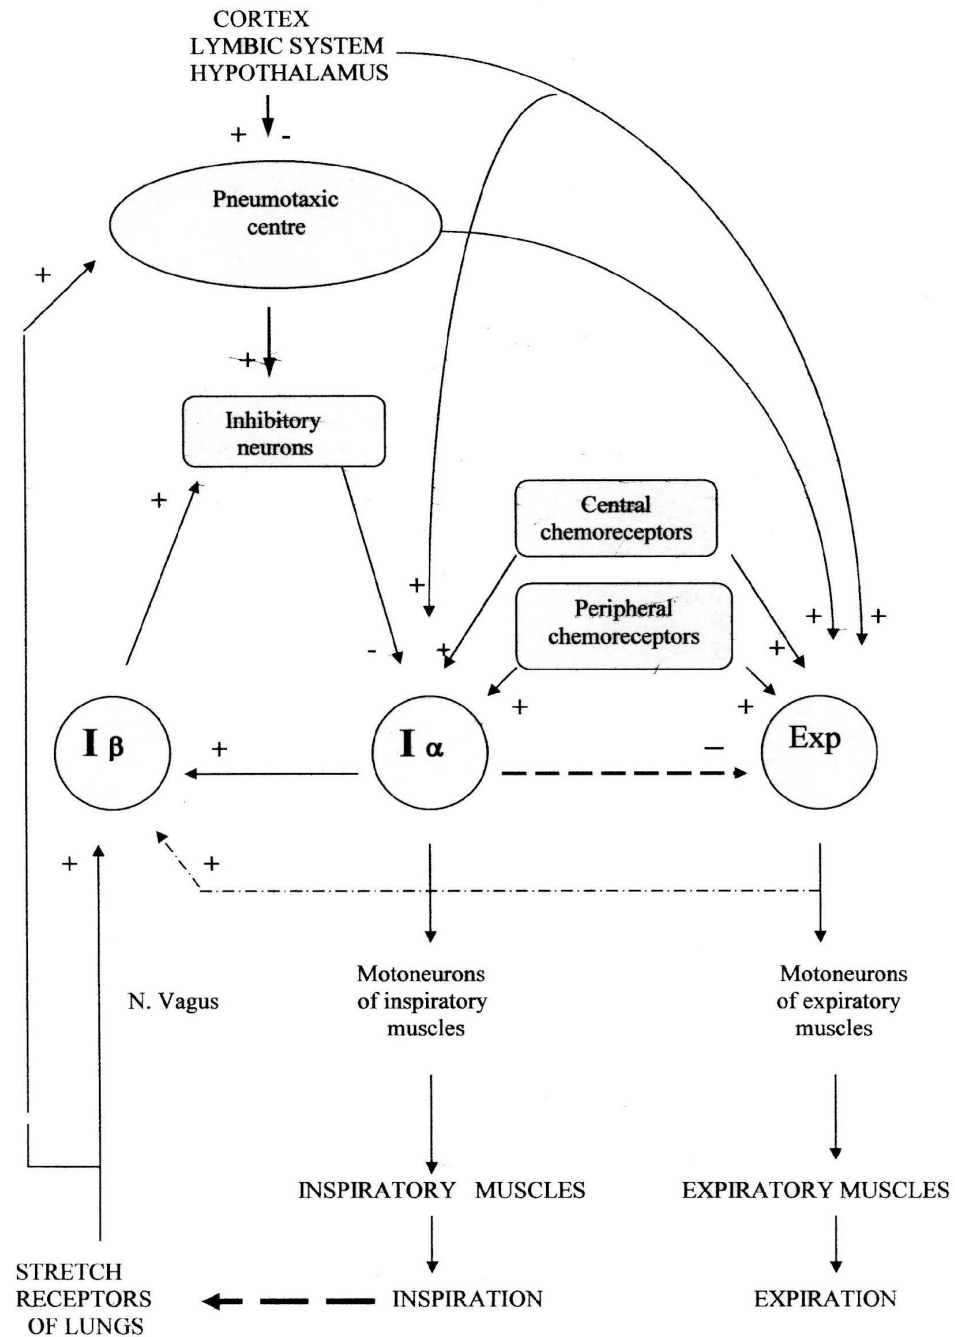 CORTEX
LYMBIC SYSTEM
HYPOTHALAMUS
+ -
Pneumotaxic
centre
+
+
Inhibitory
neurons
+
Central
chemoreceptors
Peripheral
chemoreceptors
+
+ +
- +
+
+ +
I β
+
I α
–
Exp
+ +
N. Vagus
Motoneurons
of inspiratory
muscles
Motoneurons
of expiratory
muscles
INSPIRATORY MUSCLES
EXPIRATORY MUSCLES
STRETCH
RECEPTORS
OF LUNGS
INSPIRATION
EXPIRATION